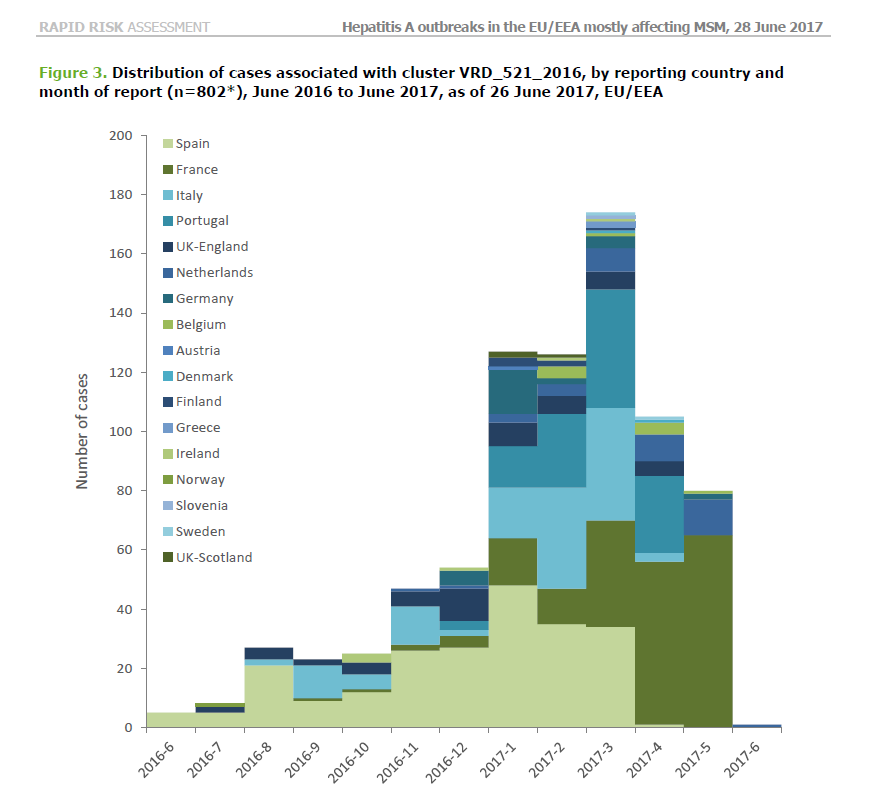 RAPID RISK ASSESSMENT
Hepatitis A outbreaks in the EU/EEA mostly affecting MSM, 28 June 2017
Figure 3. Distribution of cases associated with cluster VRD_521_2016, by reporting country and
month of report (n=802*), June 2016 to June 2017, as of 26 June 2017, EU/EEA
Number of cases
200
180
160
140
120
100
80
60
40
20
0
Spain
France
Italy
Portugal
UK-England
Netherlands
Germany
Belgium
Austria
Denmark
Finland
Greece
Ireland
Norway
Slovenia
Sweden
UK-Scotland
2016-6
2016-7
2016-8
2016-9
2016-10
2016-11
2016-12
2017-1
2017-2
2017-3
2017-4
2017-5
2017-6